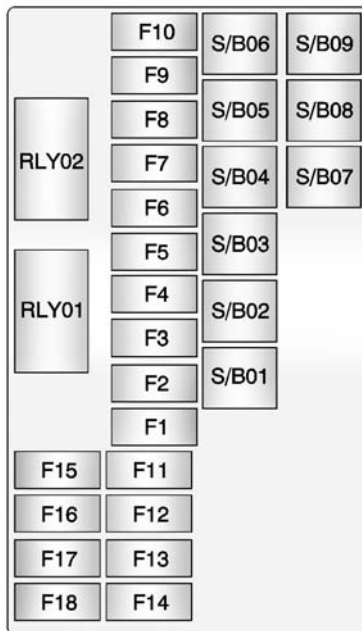 F10 S/B06 S/B09
F9
F8 S/B05 S/B08
RLY02 F7 S/B04 S/B07
F6
F5 S/B03
F4
RLY01 S/B02
F3
F2 S/B01
F1
F15 F11
F16 F12
F17 F13
F18 F14